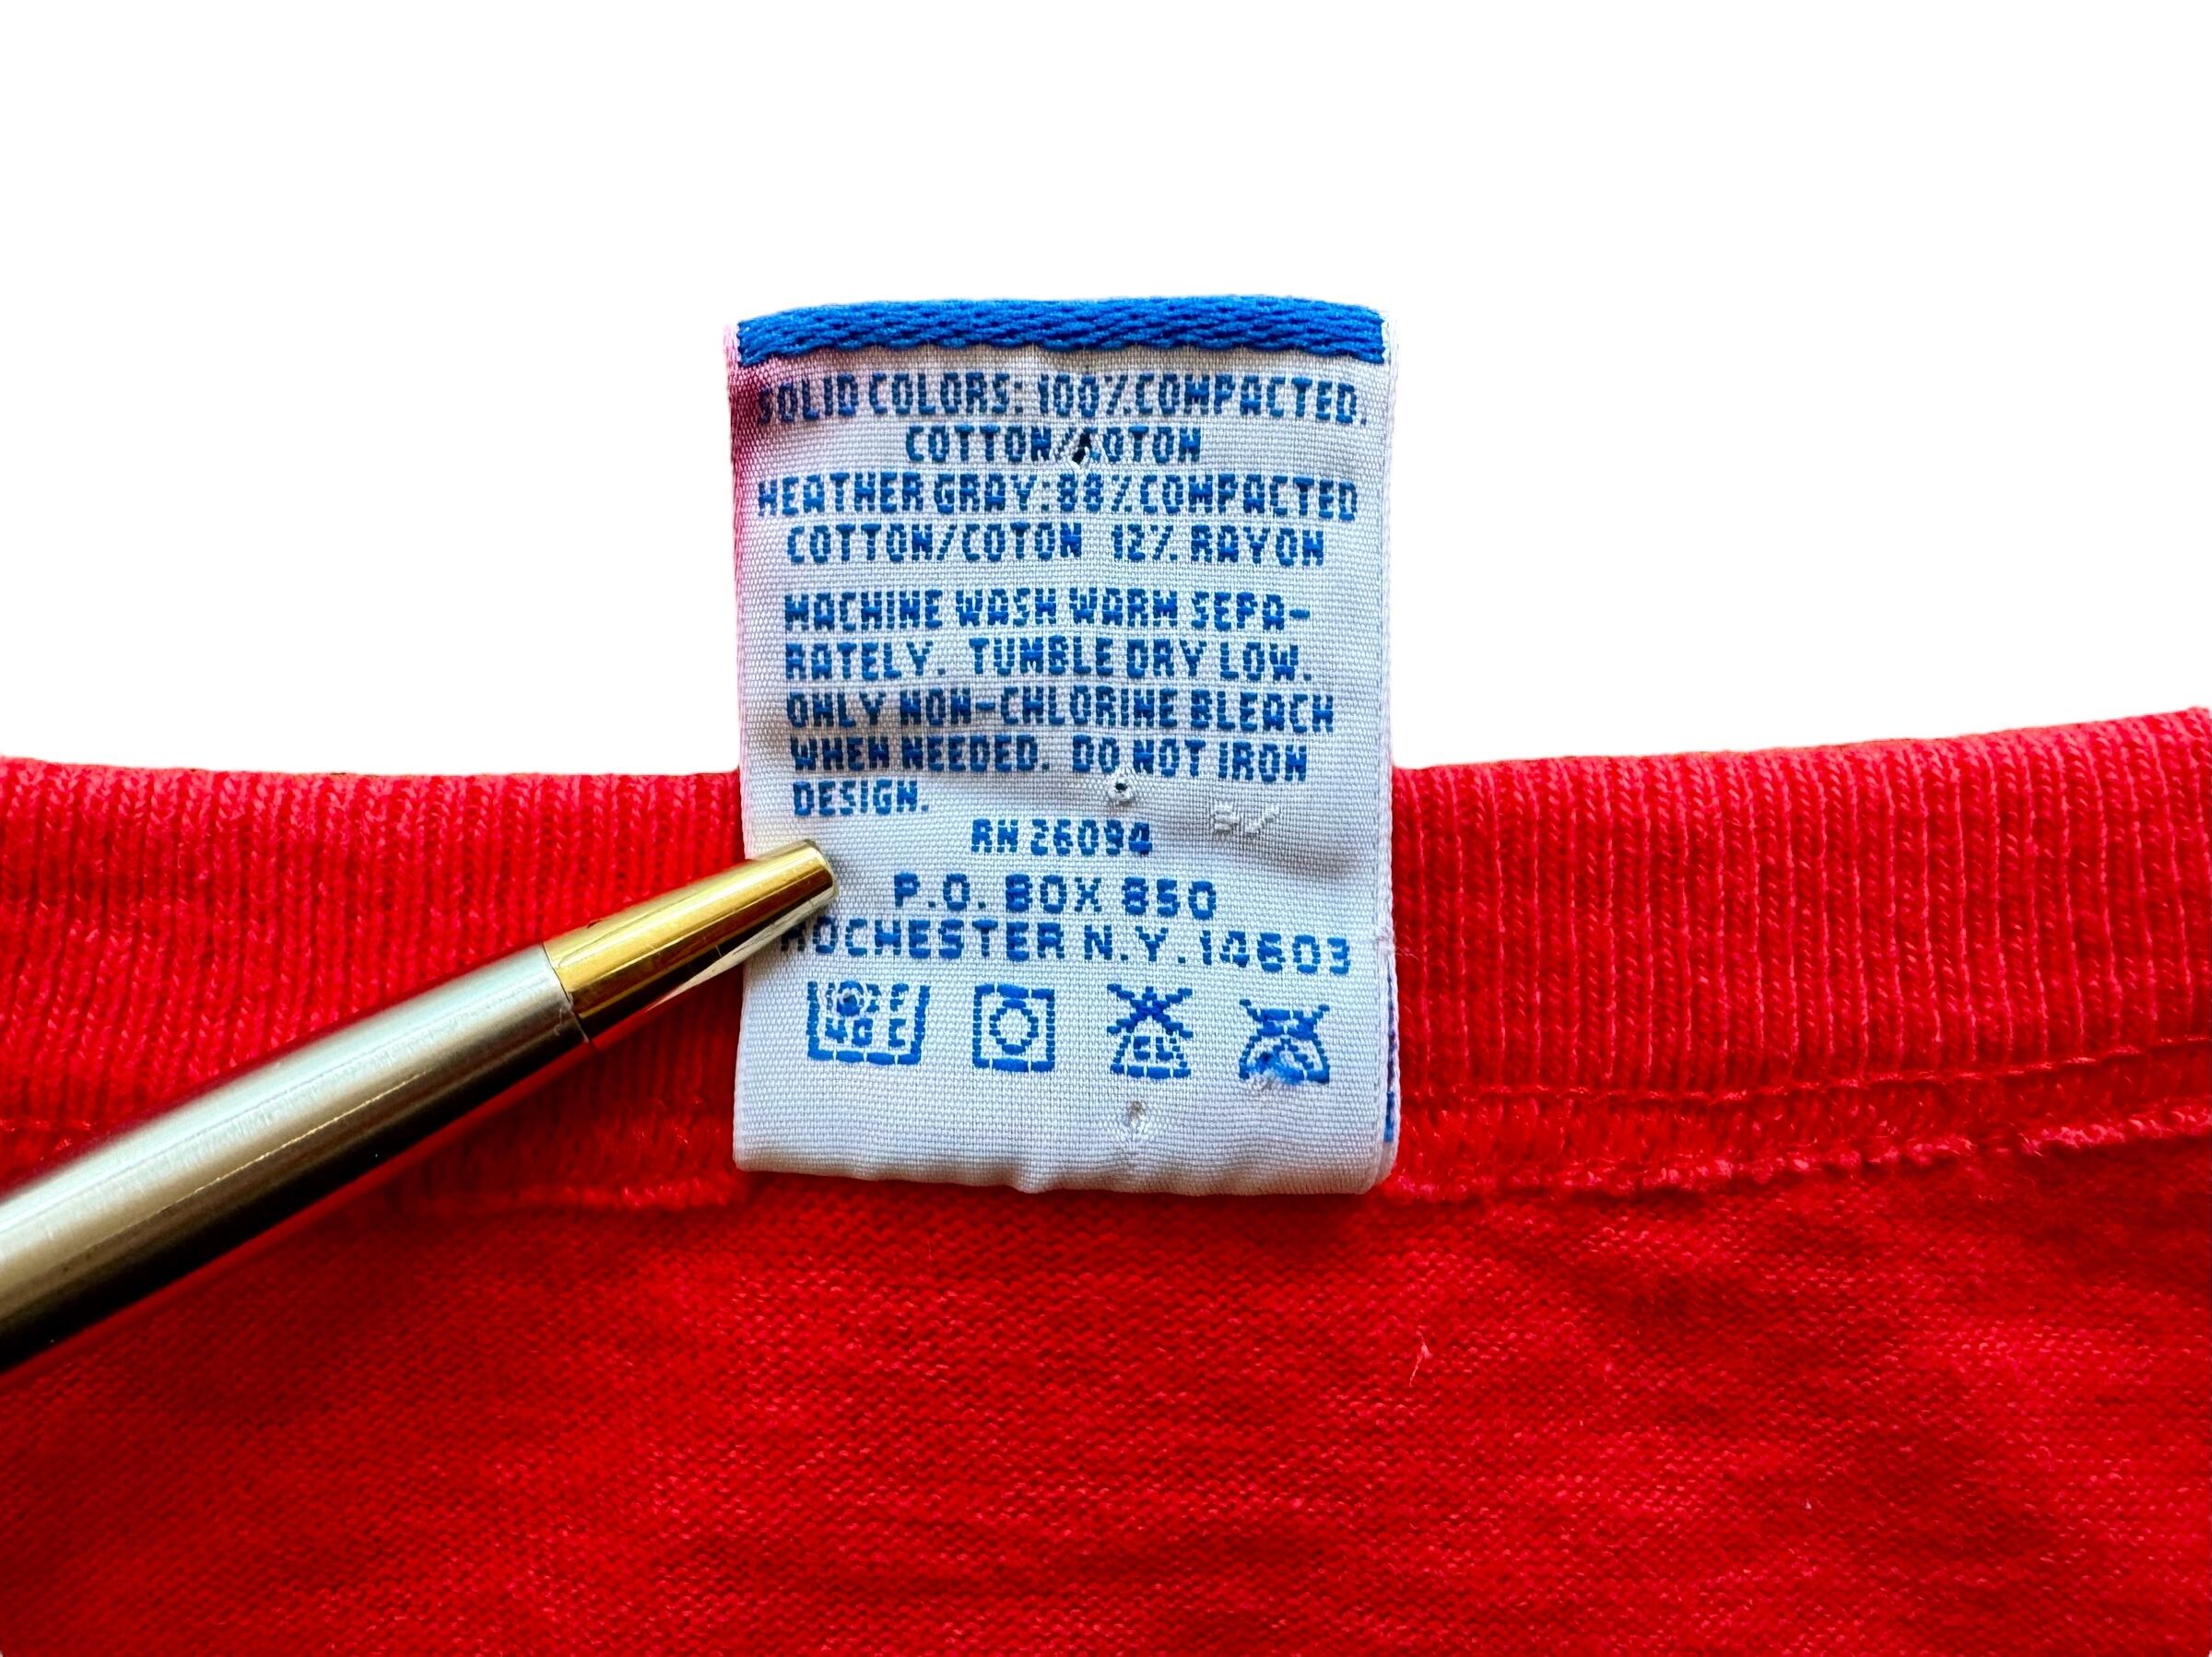 SOLID COLORS: 100% COMPACTED.
COTTON/COTON
HEATHER GRAY: 88% COMPACTED
COTTON/COTON 12% RAYON
MACHINE WASH WARM SEPA-
RATELY. TUMBLE DRY LOW.
ONLY NON-CHLORINE BLEACH
WHEN NEEDED. DO NOT IRON
DESIGN.
RN 26094
P.O. BOX 850
ROCHESTER N.Y. 14603
CL